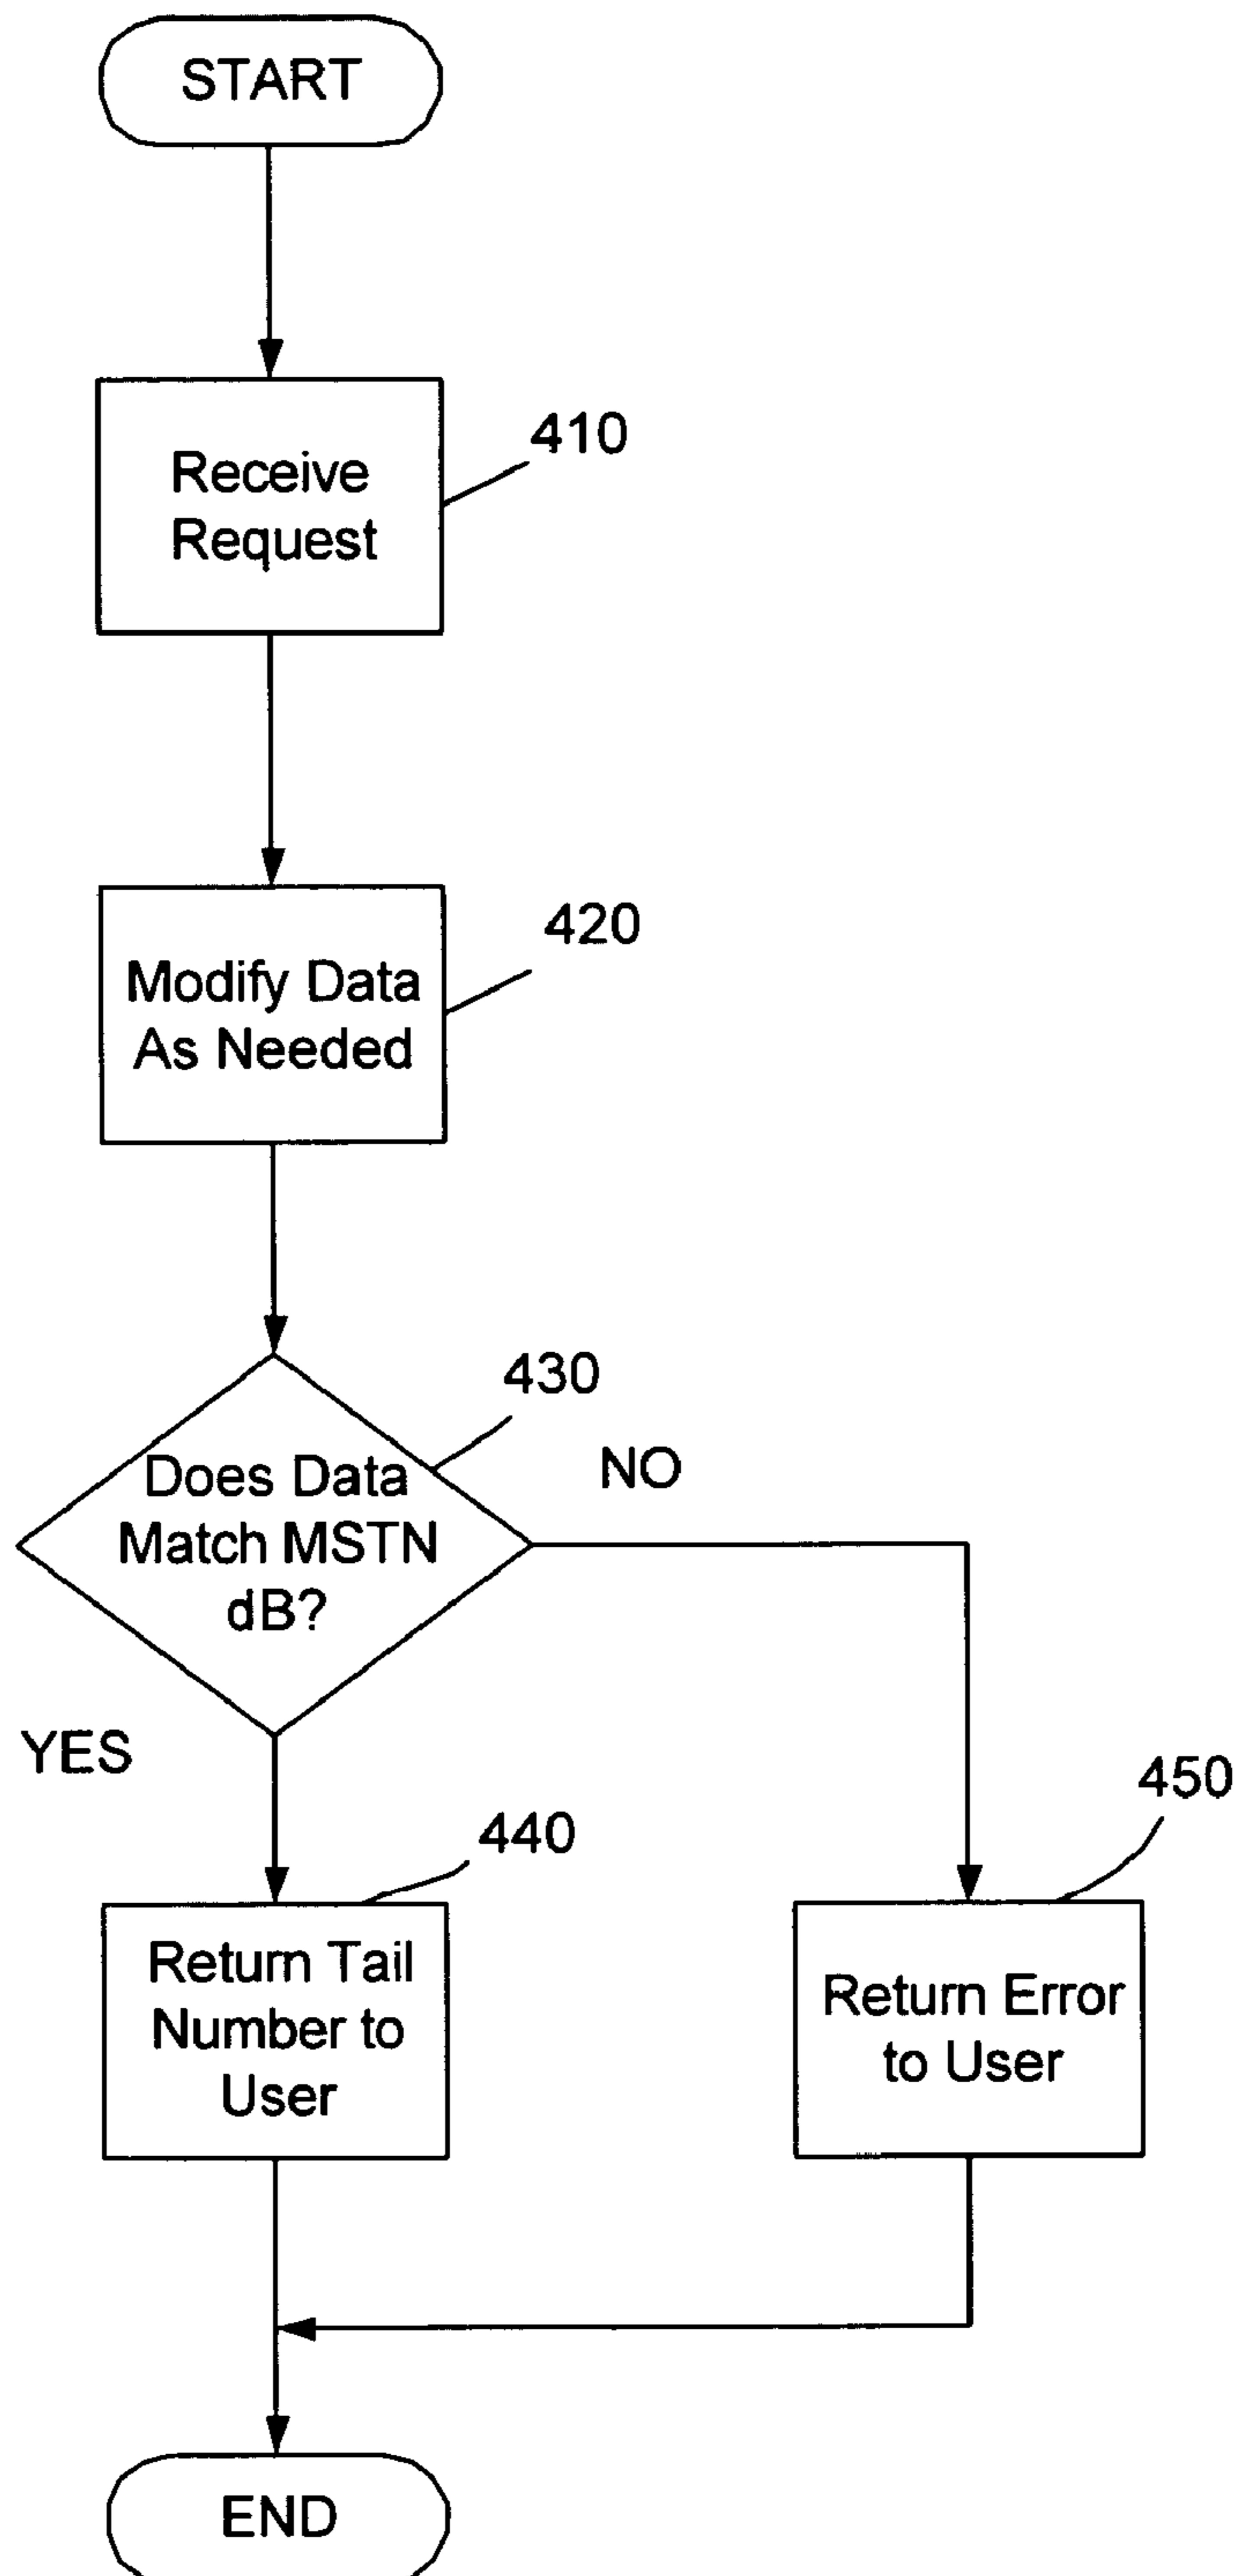 START
410
Receive
Request
420
Modify Data
As Needed
430
Does Data
Match MSTN
dB?
NO
YES
440
Return Tail
Number to
User
450
Return Error
to User
END